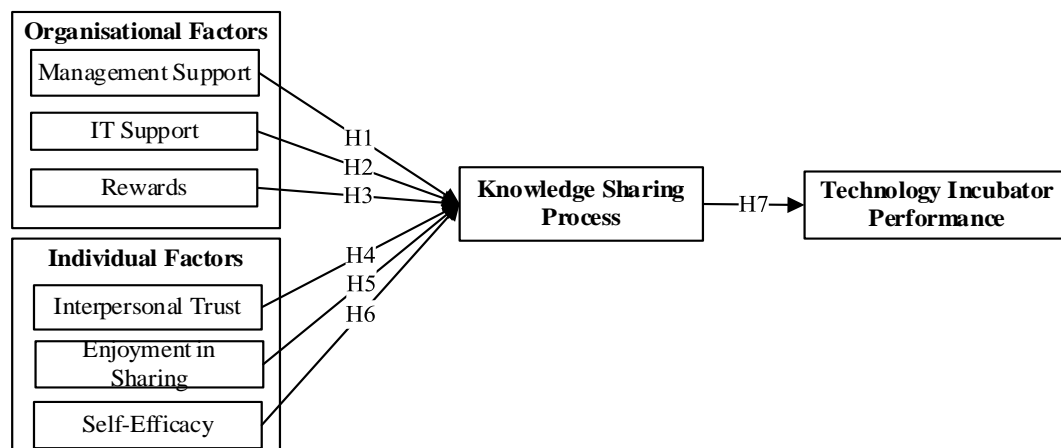 Organisational Factors
Management Support
IT Support
Rewards
H1
H2
H3
Individual Factors
Interpersonal Trust
Enjoyment in
Sharing
Self-Efficacy
H4
H5
H6
Knowledge Sharing
Process
H7
Technology Incubator
Performance